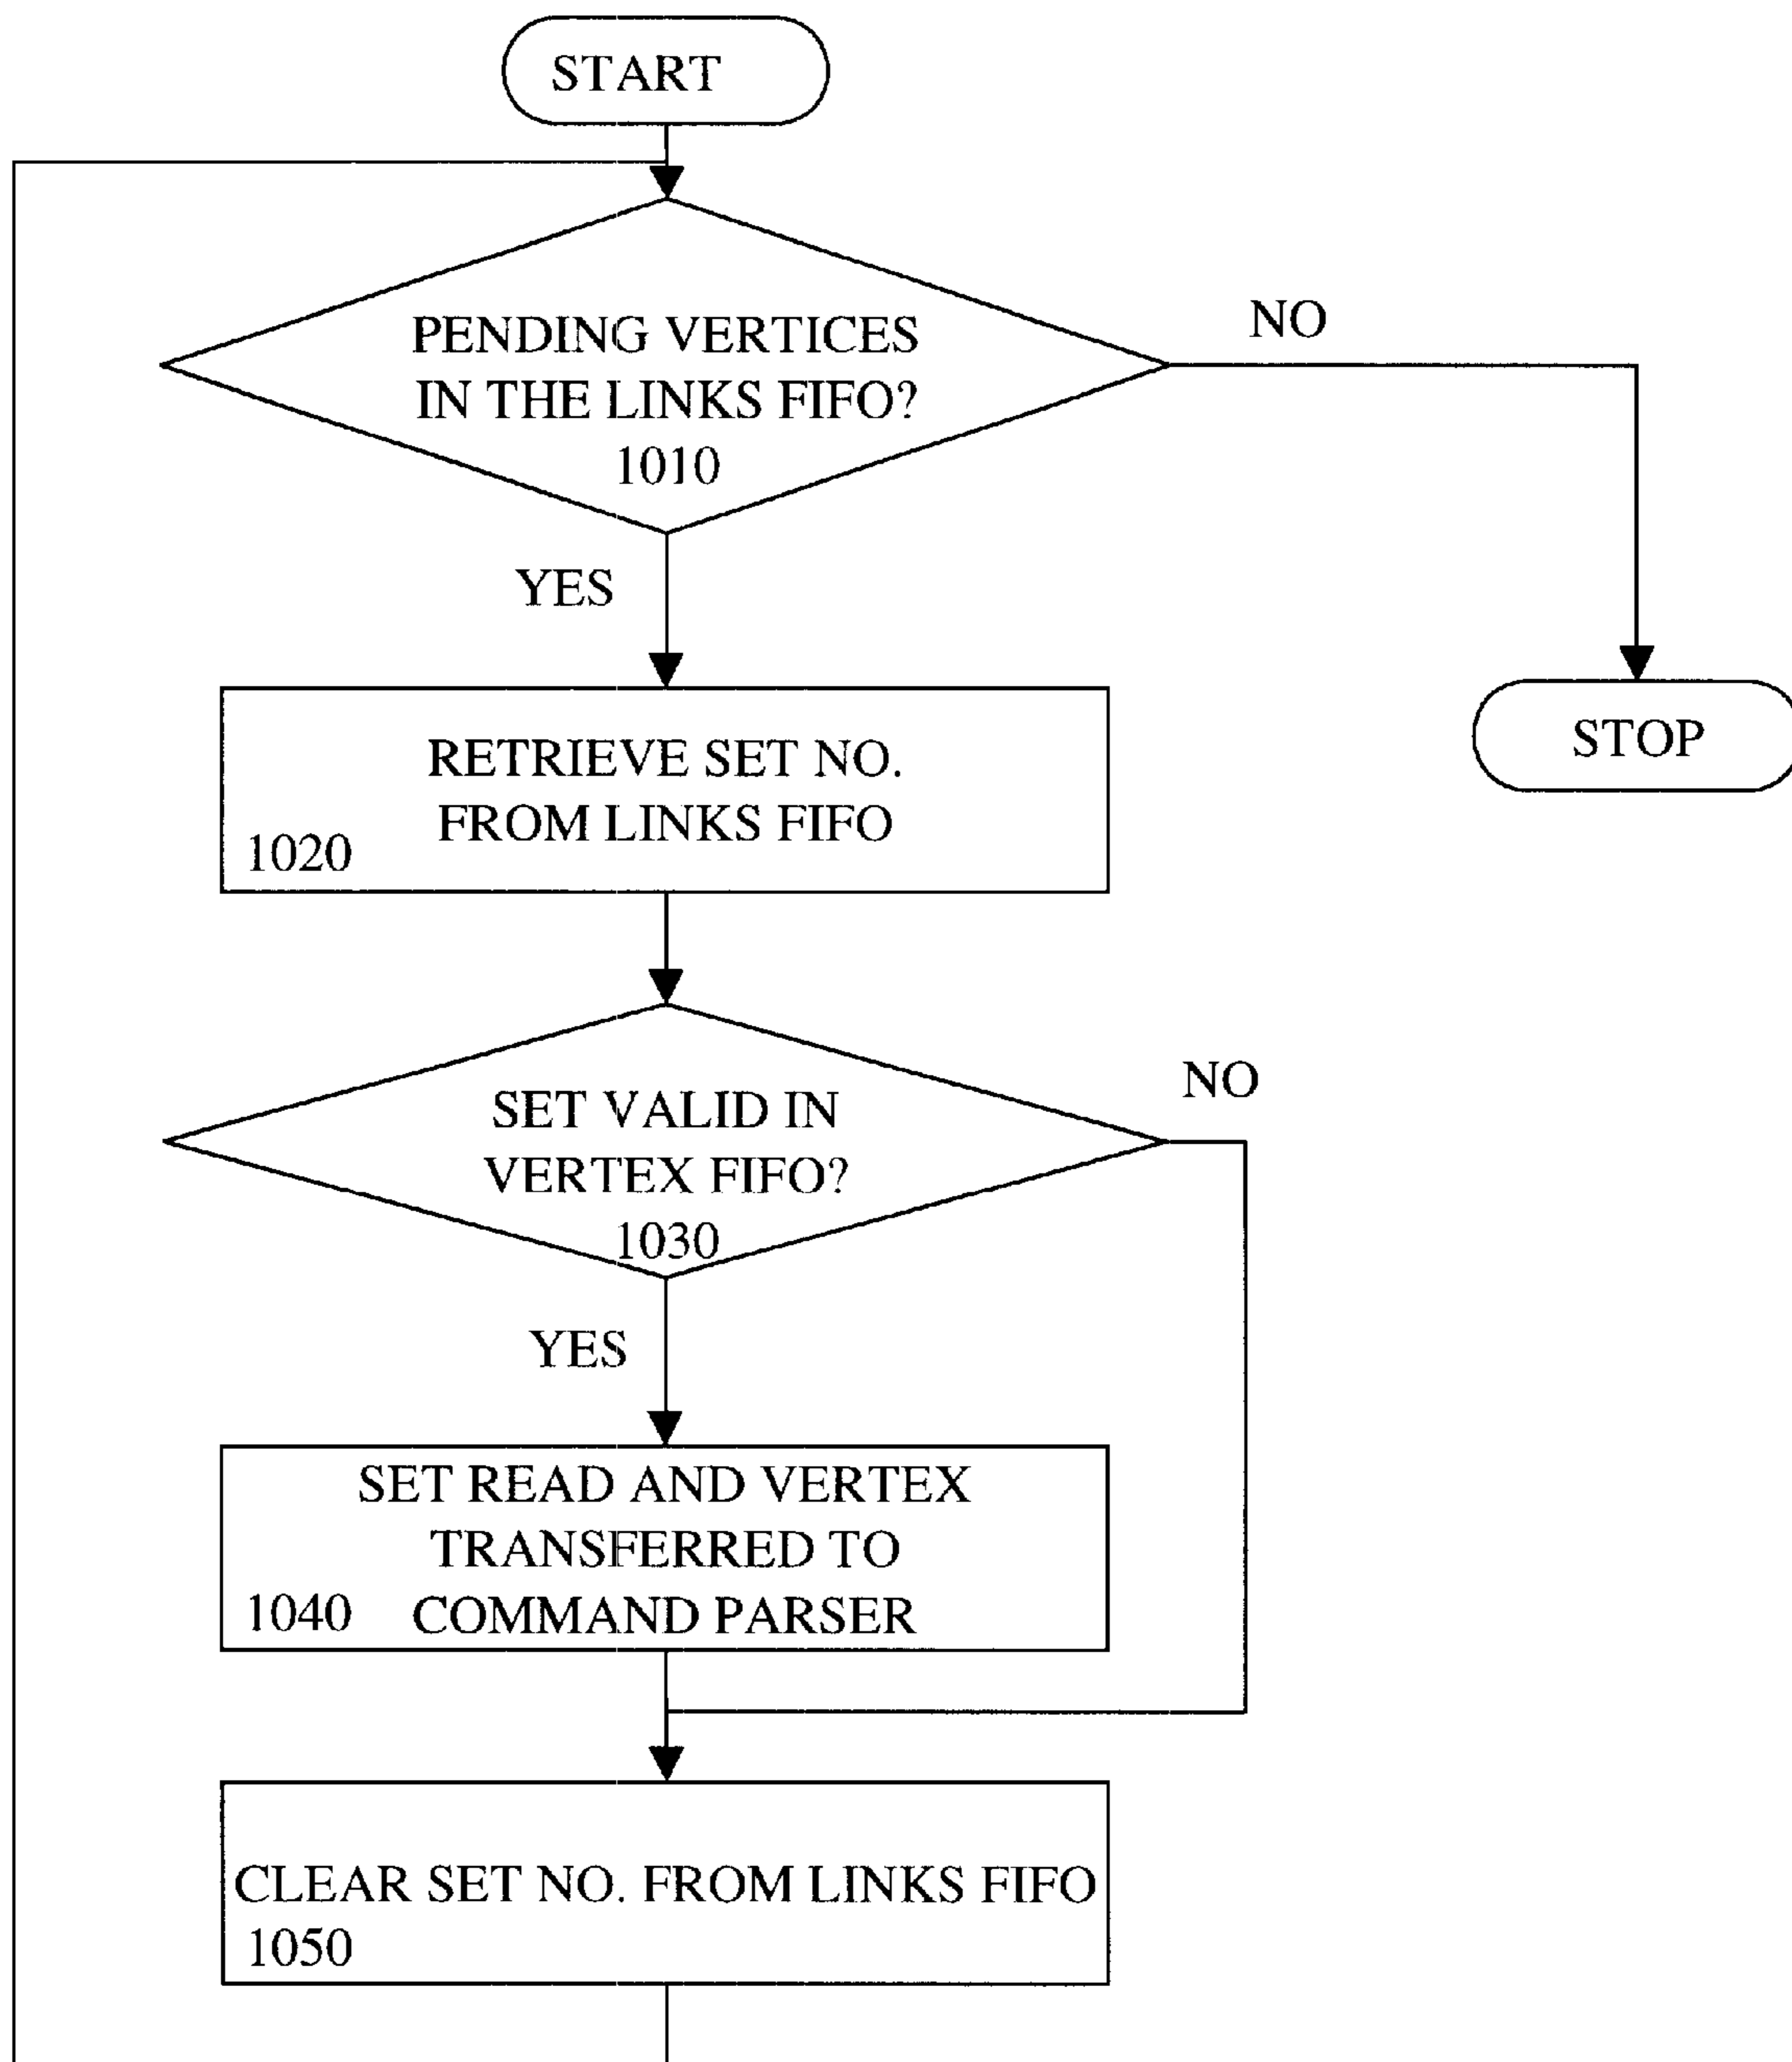 START
PENDING VERTICES
IN THE LINKS FIFO?
1010
NO
YES
RETRIEVE SET NO.
FROM LINKS FIFO
1020
STOP
SET VALID IN
VERTEX FIFO?
1030
NO
YES
SET READ AND VERTEX
TRANSFERRED TO
COMMAND PARSER
1040
CLEAR SET NO. FROM LINKS FIFO
1050